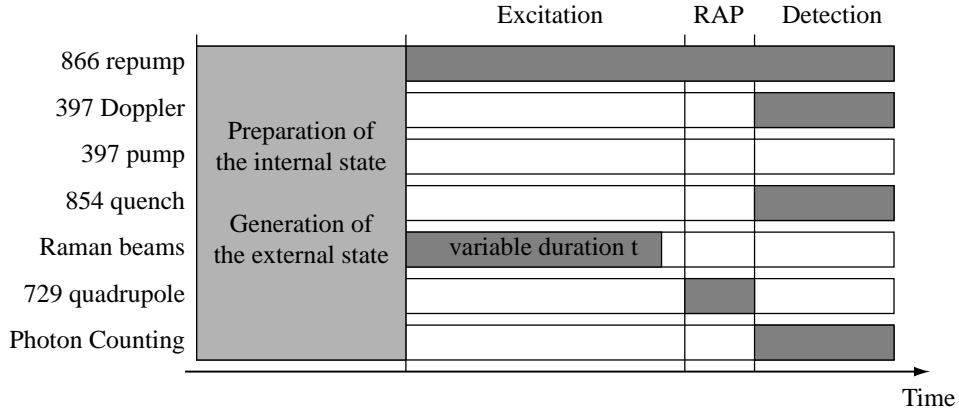 Excitation RAP Detection
866 repump
397 Doppler
Preparation of
the internal state
397 pump
854 quench
Generation of
the external state
Raman beams
variable duration t
729 quadrupole
Photon Counting
Time